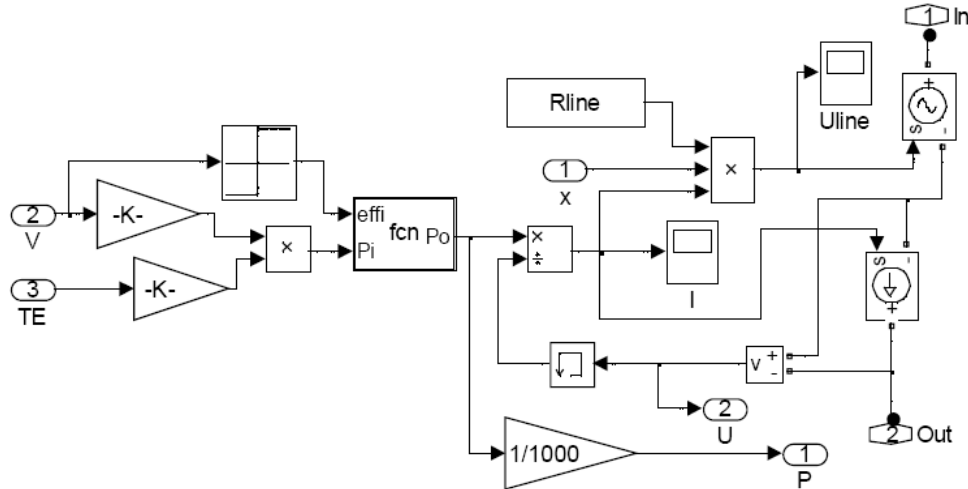 1
In
Rline
Uline
1
x
×
s
+
-
2
V
-K-
effi
fcn
Po
Pi
×
×
÷
I
3
TE
-K-
s
-
+
v
+
-
2
U
2
Out
1/1000
1
P